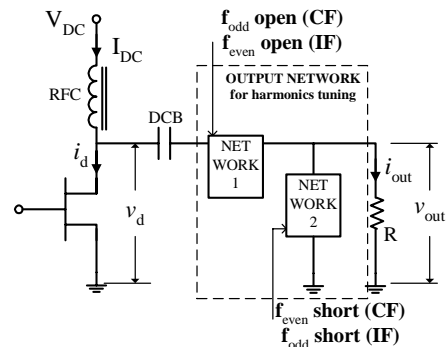 f_odd open (CF)
f_even open (IF)
V_DC
I_DC
OUTPUT NETWORK
for harmonics tuning
RFC
DCB
i_d
NET
WORK
1
NET
WORK
2
i_out
v_d
v_out
R
f_even short (CF)
f_odd short (IF)